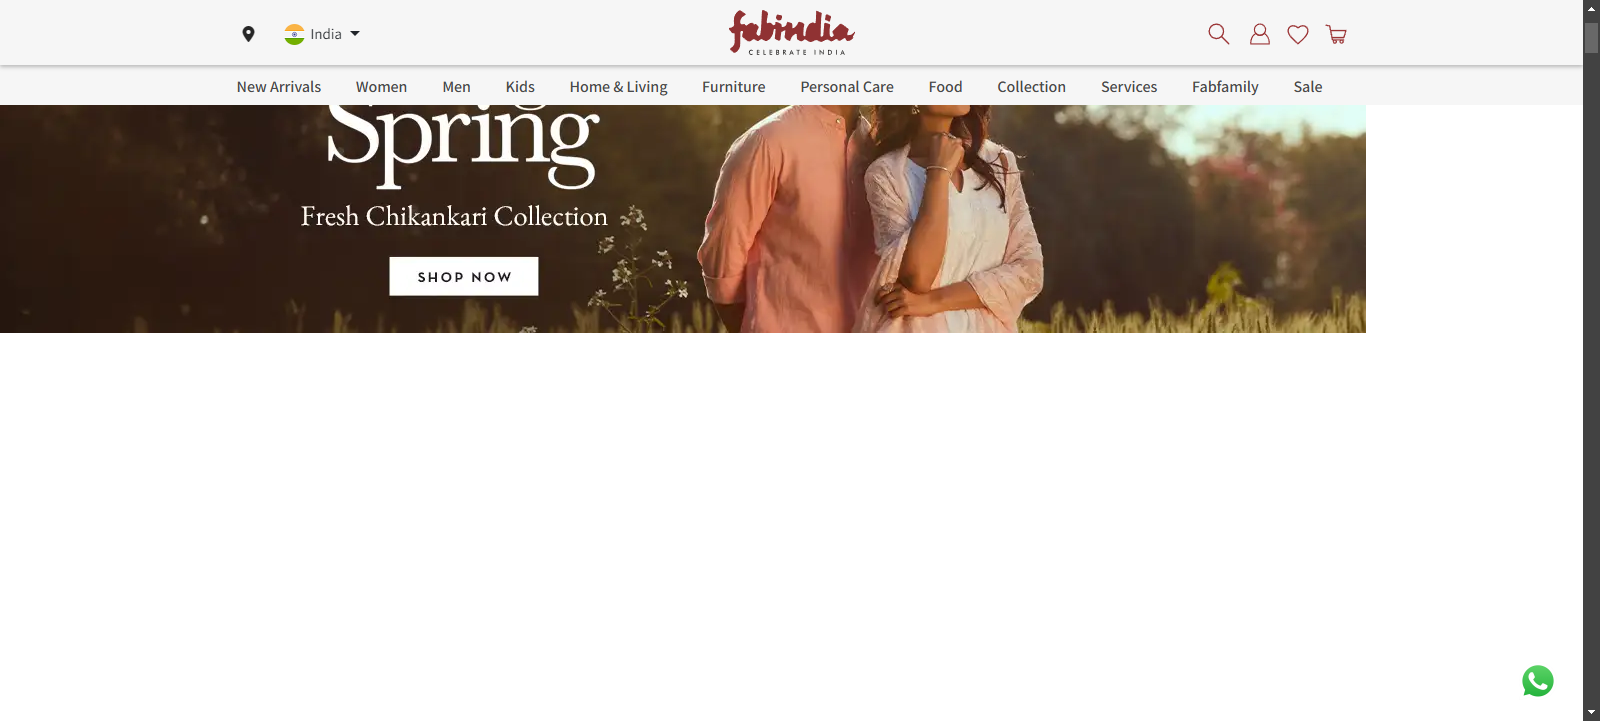 India
fabindia
CELEBRATE INDIA
New Arrivals Women Men Kids Home & Living Furniture Personal Care Food Collection Services Fabfamily Sale
Spring
Fresh Chikankari Collection
SHOP NOW